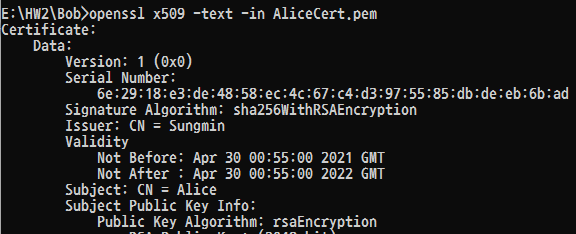 E:\HW2\Bob>openssl x509 -text -in AliceCert.pem
Certificate:
    Data:
        Version: 1 (0x0)
        Serial Number:
            6e:29:18:e3:de:48:58:ec:4c:67:c4:d3:97:55:85:db:de:eb:6b:ad
        Signature Algorithm: sha256WithRSAEncryption
        Issuer: CN = Sungmin
        Validity
            Not Before: Apr 30 00:55:00 2021 GMT
            Not After : Apr 30 00:55:00 2022 GMT
        Subject: CN = Alice
        Subject Public Key Info:
            Public Key Algorithm: rsaEncryption